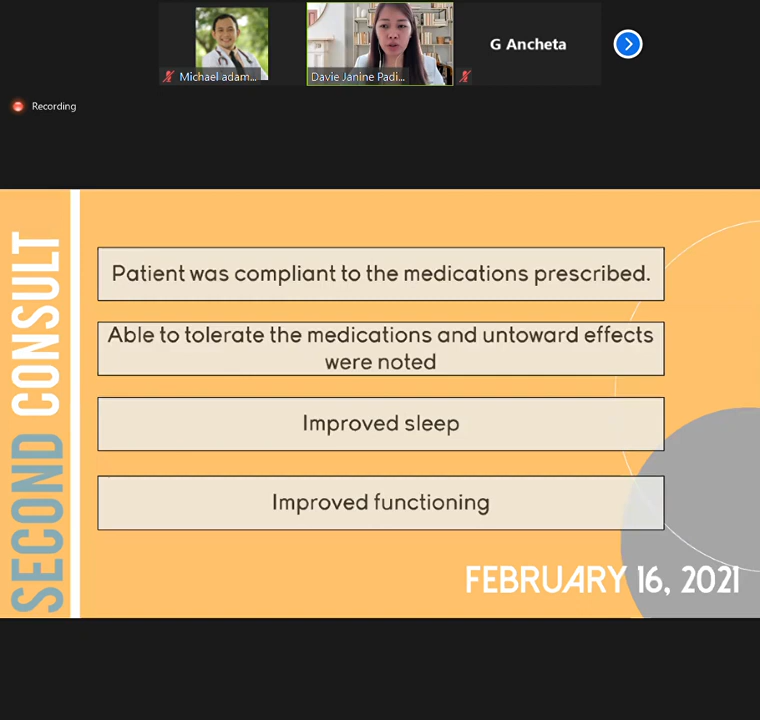 Michael adam...
Davie Janine Padi...
G Ancheta
Recording
SECOND CONSULT
Patient was compliant to the medications prescribed.
Able to tolerate the medications and untoward effects
were noted
Improved sleep
Improved functioning
FEBRUARY 16, 2021